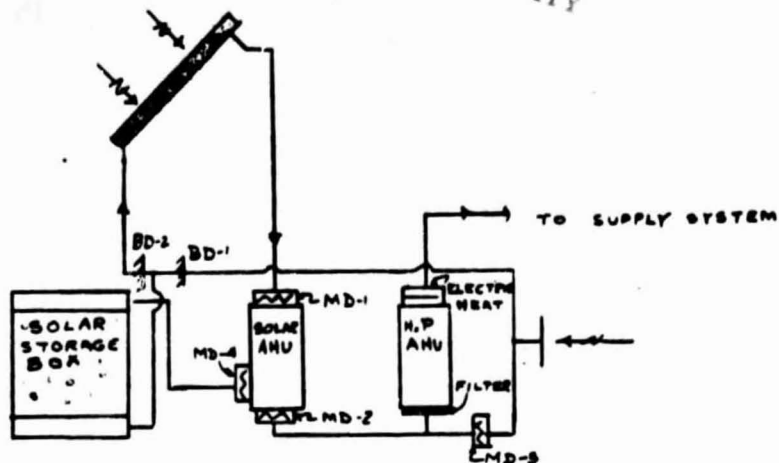 TO SUPPLY SYSTEM
BD-2
BD-1
ELECTRIC
HEAT
MD-1
SOLAR
STORAGE
BOX
SOLAR
AHU
H.P
AHU
MD-4
FILTER
MD-2
MD-3